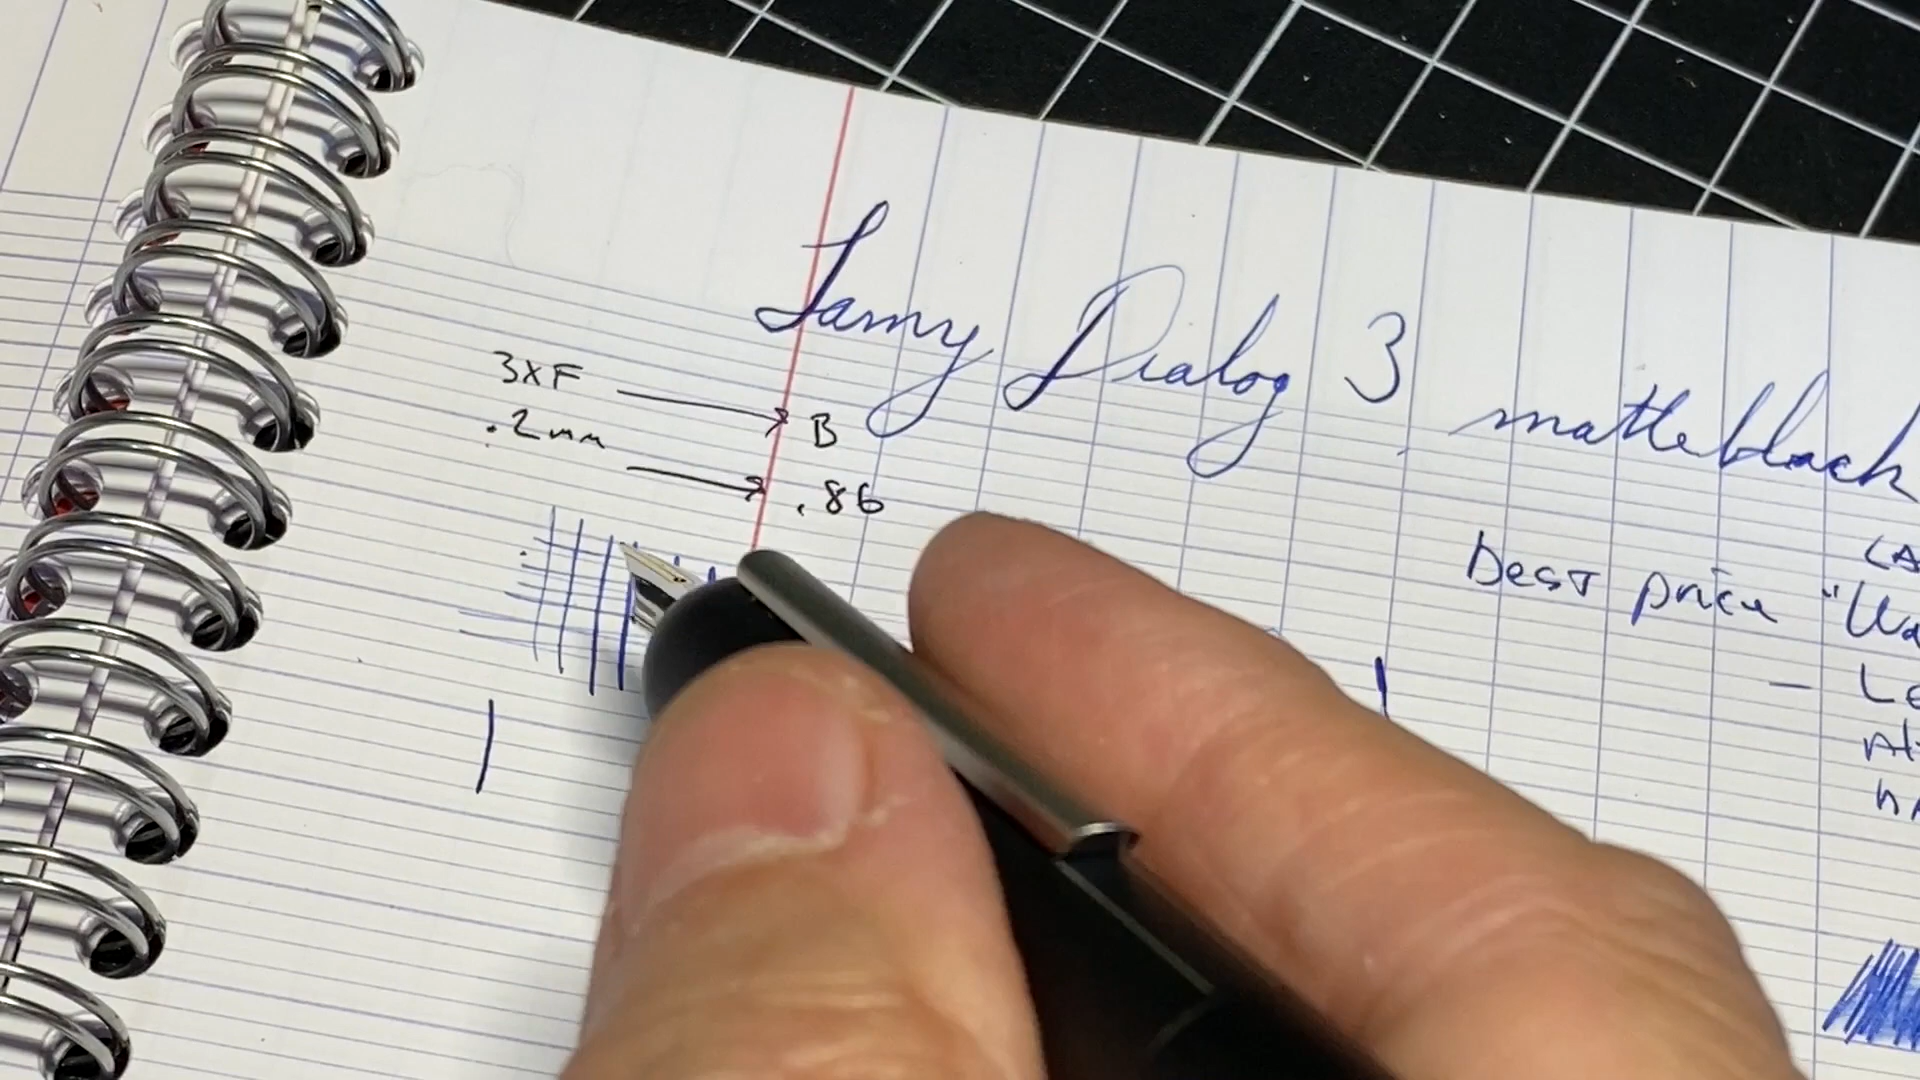 Lamy Dialog 3 matteblack
3XF → B
.2mm → .86
best price